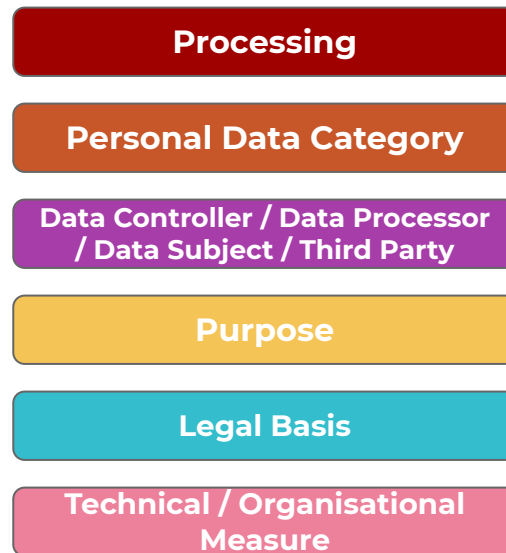 Processing
Personal Data Category
Data Controller / Data Processor
/ Data Subject / Third Party
Purpose
Legal Basis
Technical / Organisational
Measure